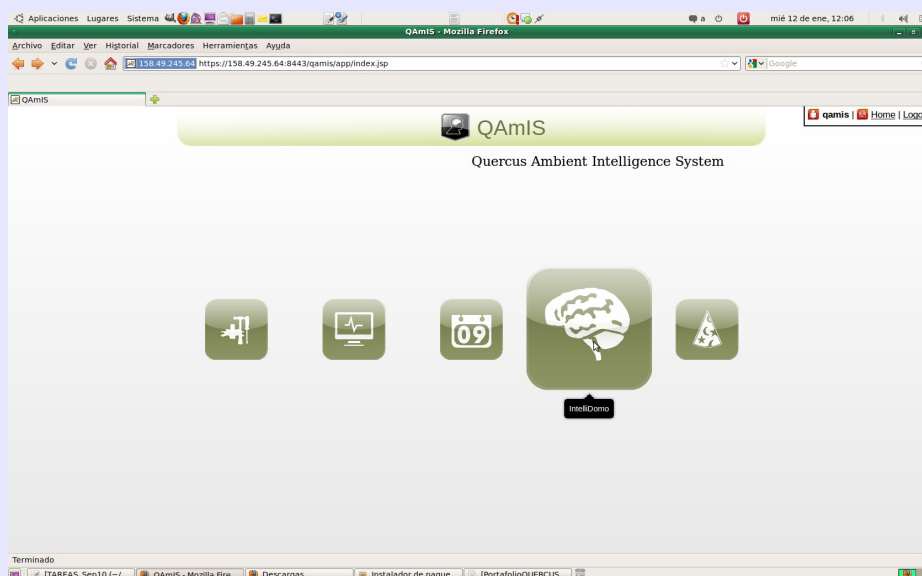 Aplicaciones Lugares Sistema a mié 12 de ene, 12:06
QAmIS - Mozilla Firefox
Archivo Editar Ver Historial Marcadores Herramientas Ayuda
158.49.245.64 https://158.49.245.64:8443/qamis/app/index.jsp Google
QAmIS
qamis | Home | Logo
QAmIS
Quercus Ambient Intelligence System
09
IntelliDomo
Terminado
[TAREAS_Sep10 (~/... QAmIS - Mozilla Fire... Descargas Instalador de paque... [PortafolioQUERCUS...